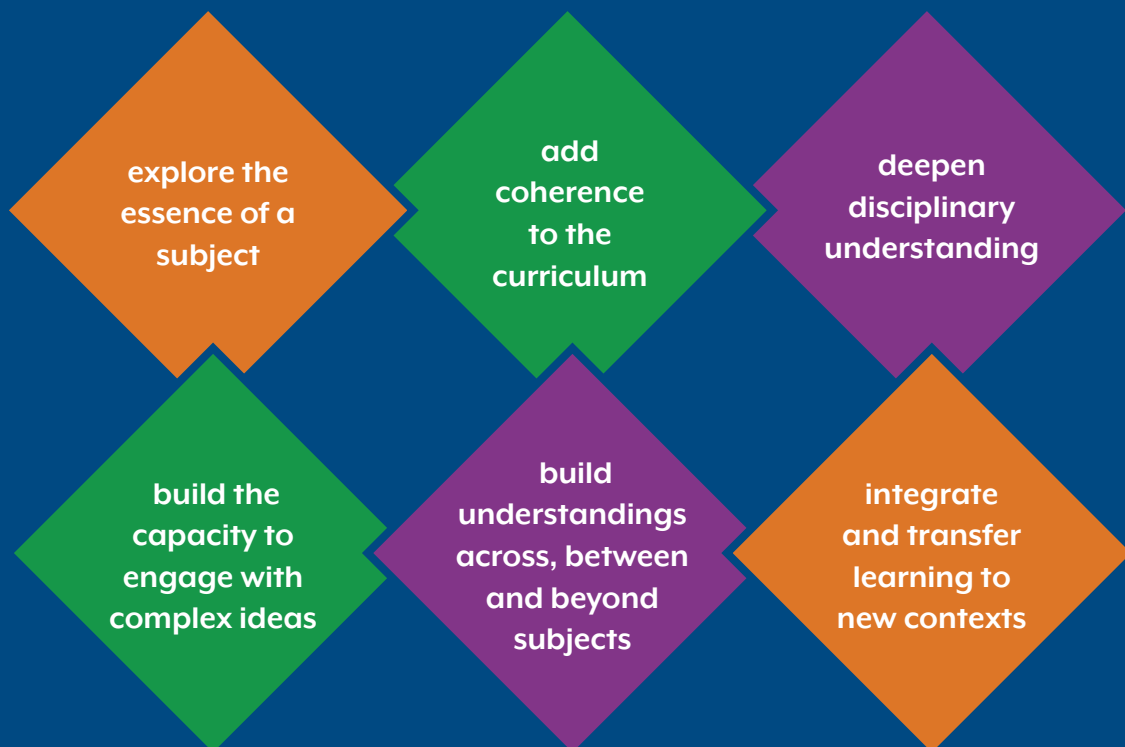 explore the
essence of a
subject
add
coherence
to the
curriculum
deepen
disciplinary
understanding
build the
capacity to
engage with
complex ideas
build
understandings
across, between
and beyond
subjects
integrate
and transfer
learning to
new contexts